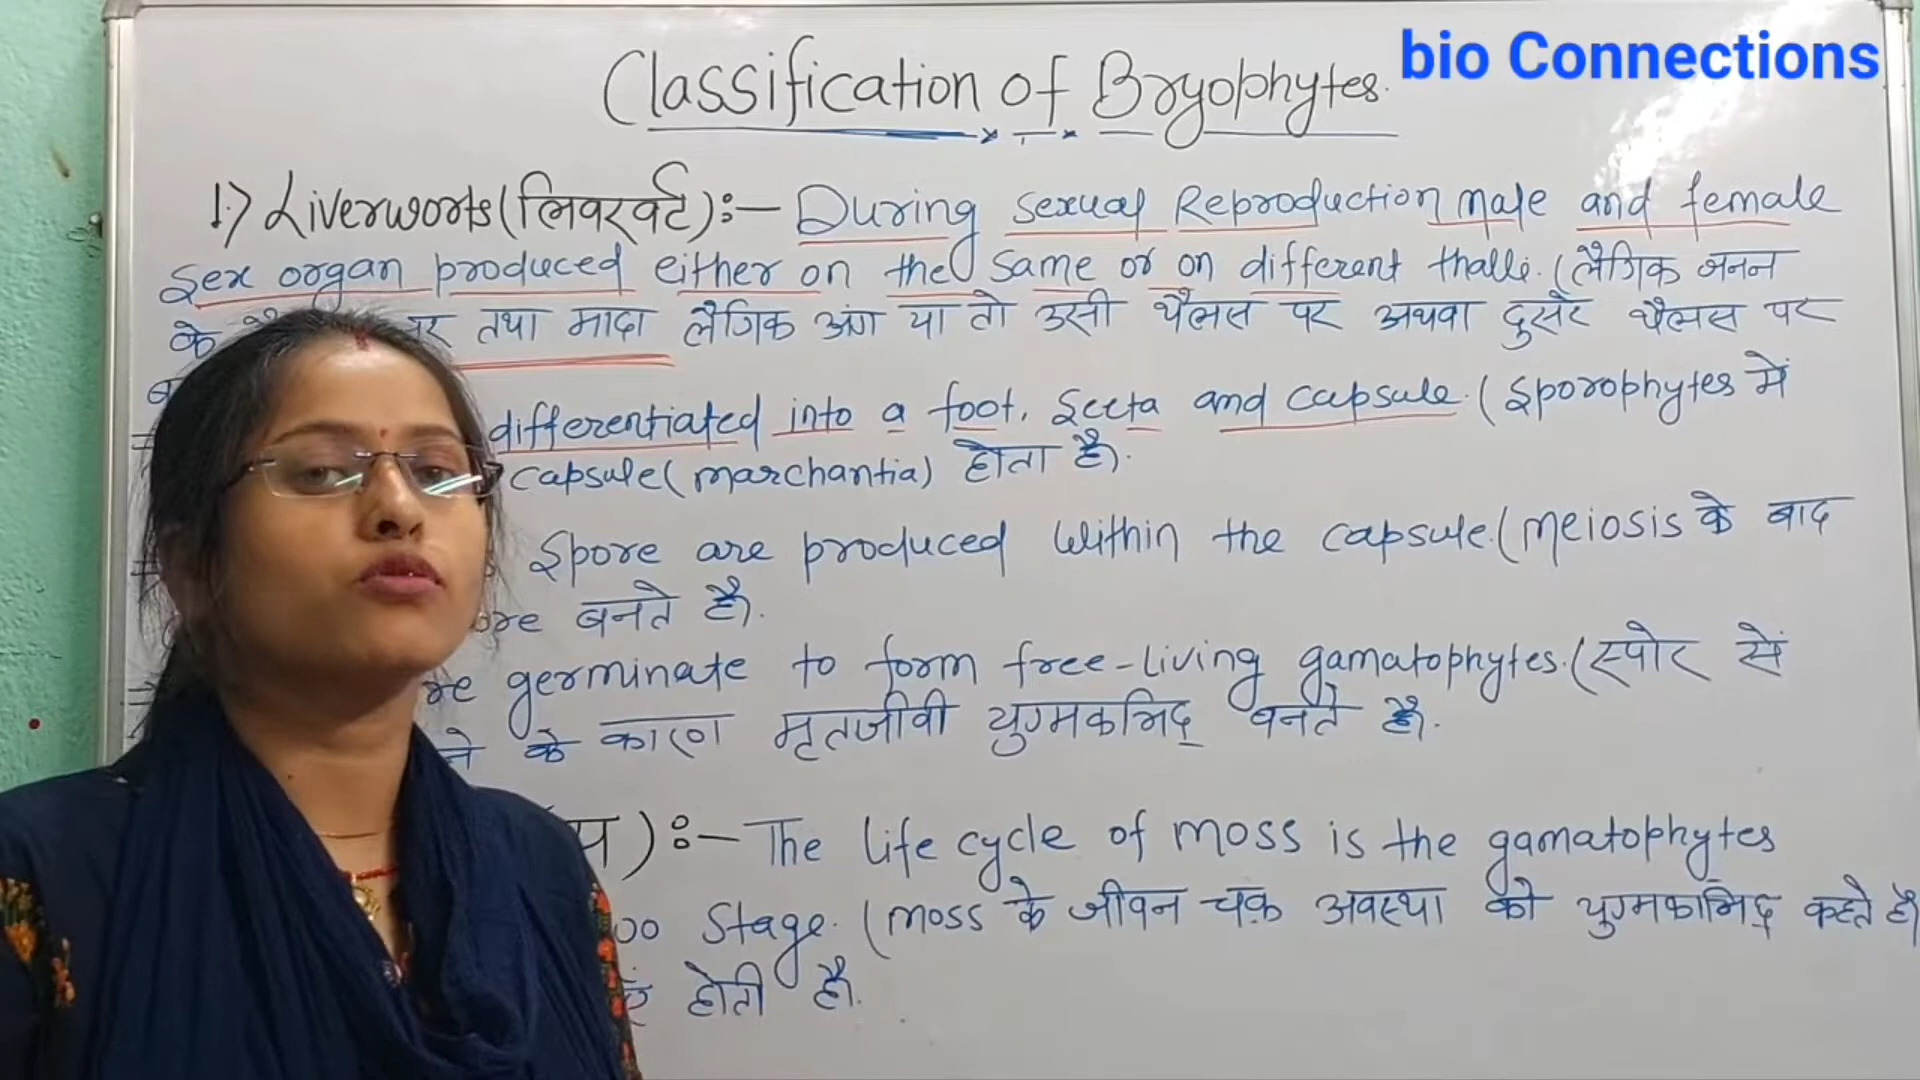 bio Connections
Classification of Bryophytes.
1.) Liverworts (लिवरवर्ट) :- During sexual Reproduction male and female
sex organ produced either on the same or on different thalli. (लैंगिक जनन
के तथा मादा लैंगिक अंग या तो उसी थैलस पर अथवा दुसरे थैलस पर
differentiated into a foot, seeta and capsule. (sporophytes में
capsule (marchantia) होता है).
spore are produced within the capsule. (meiosis के बाद
बनते है).
germinate to form free-living gamatophytes. (स्पोर सें
के कारण मृतजीवी युग्मकभिद् बनते है.
) :- The life cycle of moss is the gamatophytes
stage. (moss के जीवन चक्र अवस्था को युग्मकाभिद् कहते है
होती है.